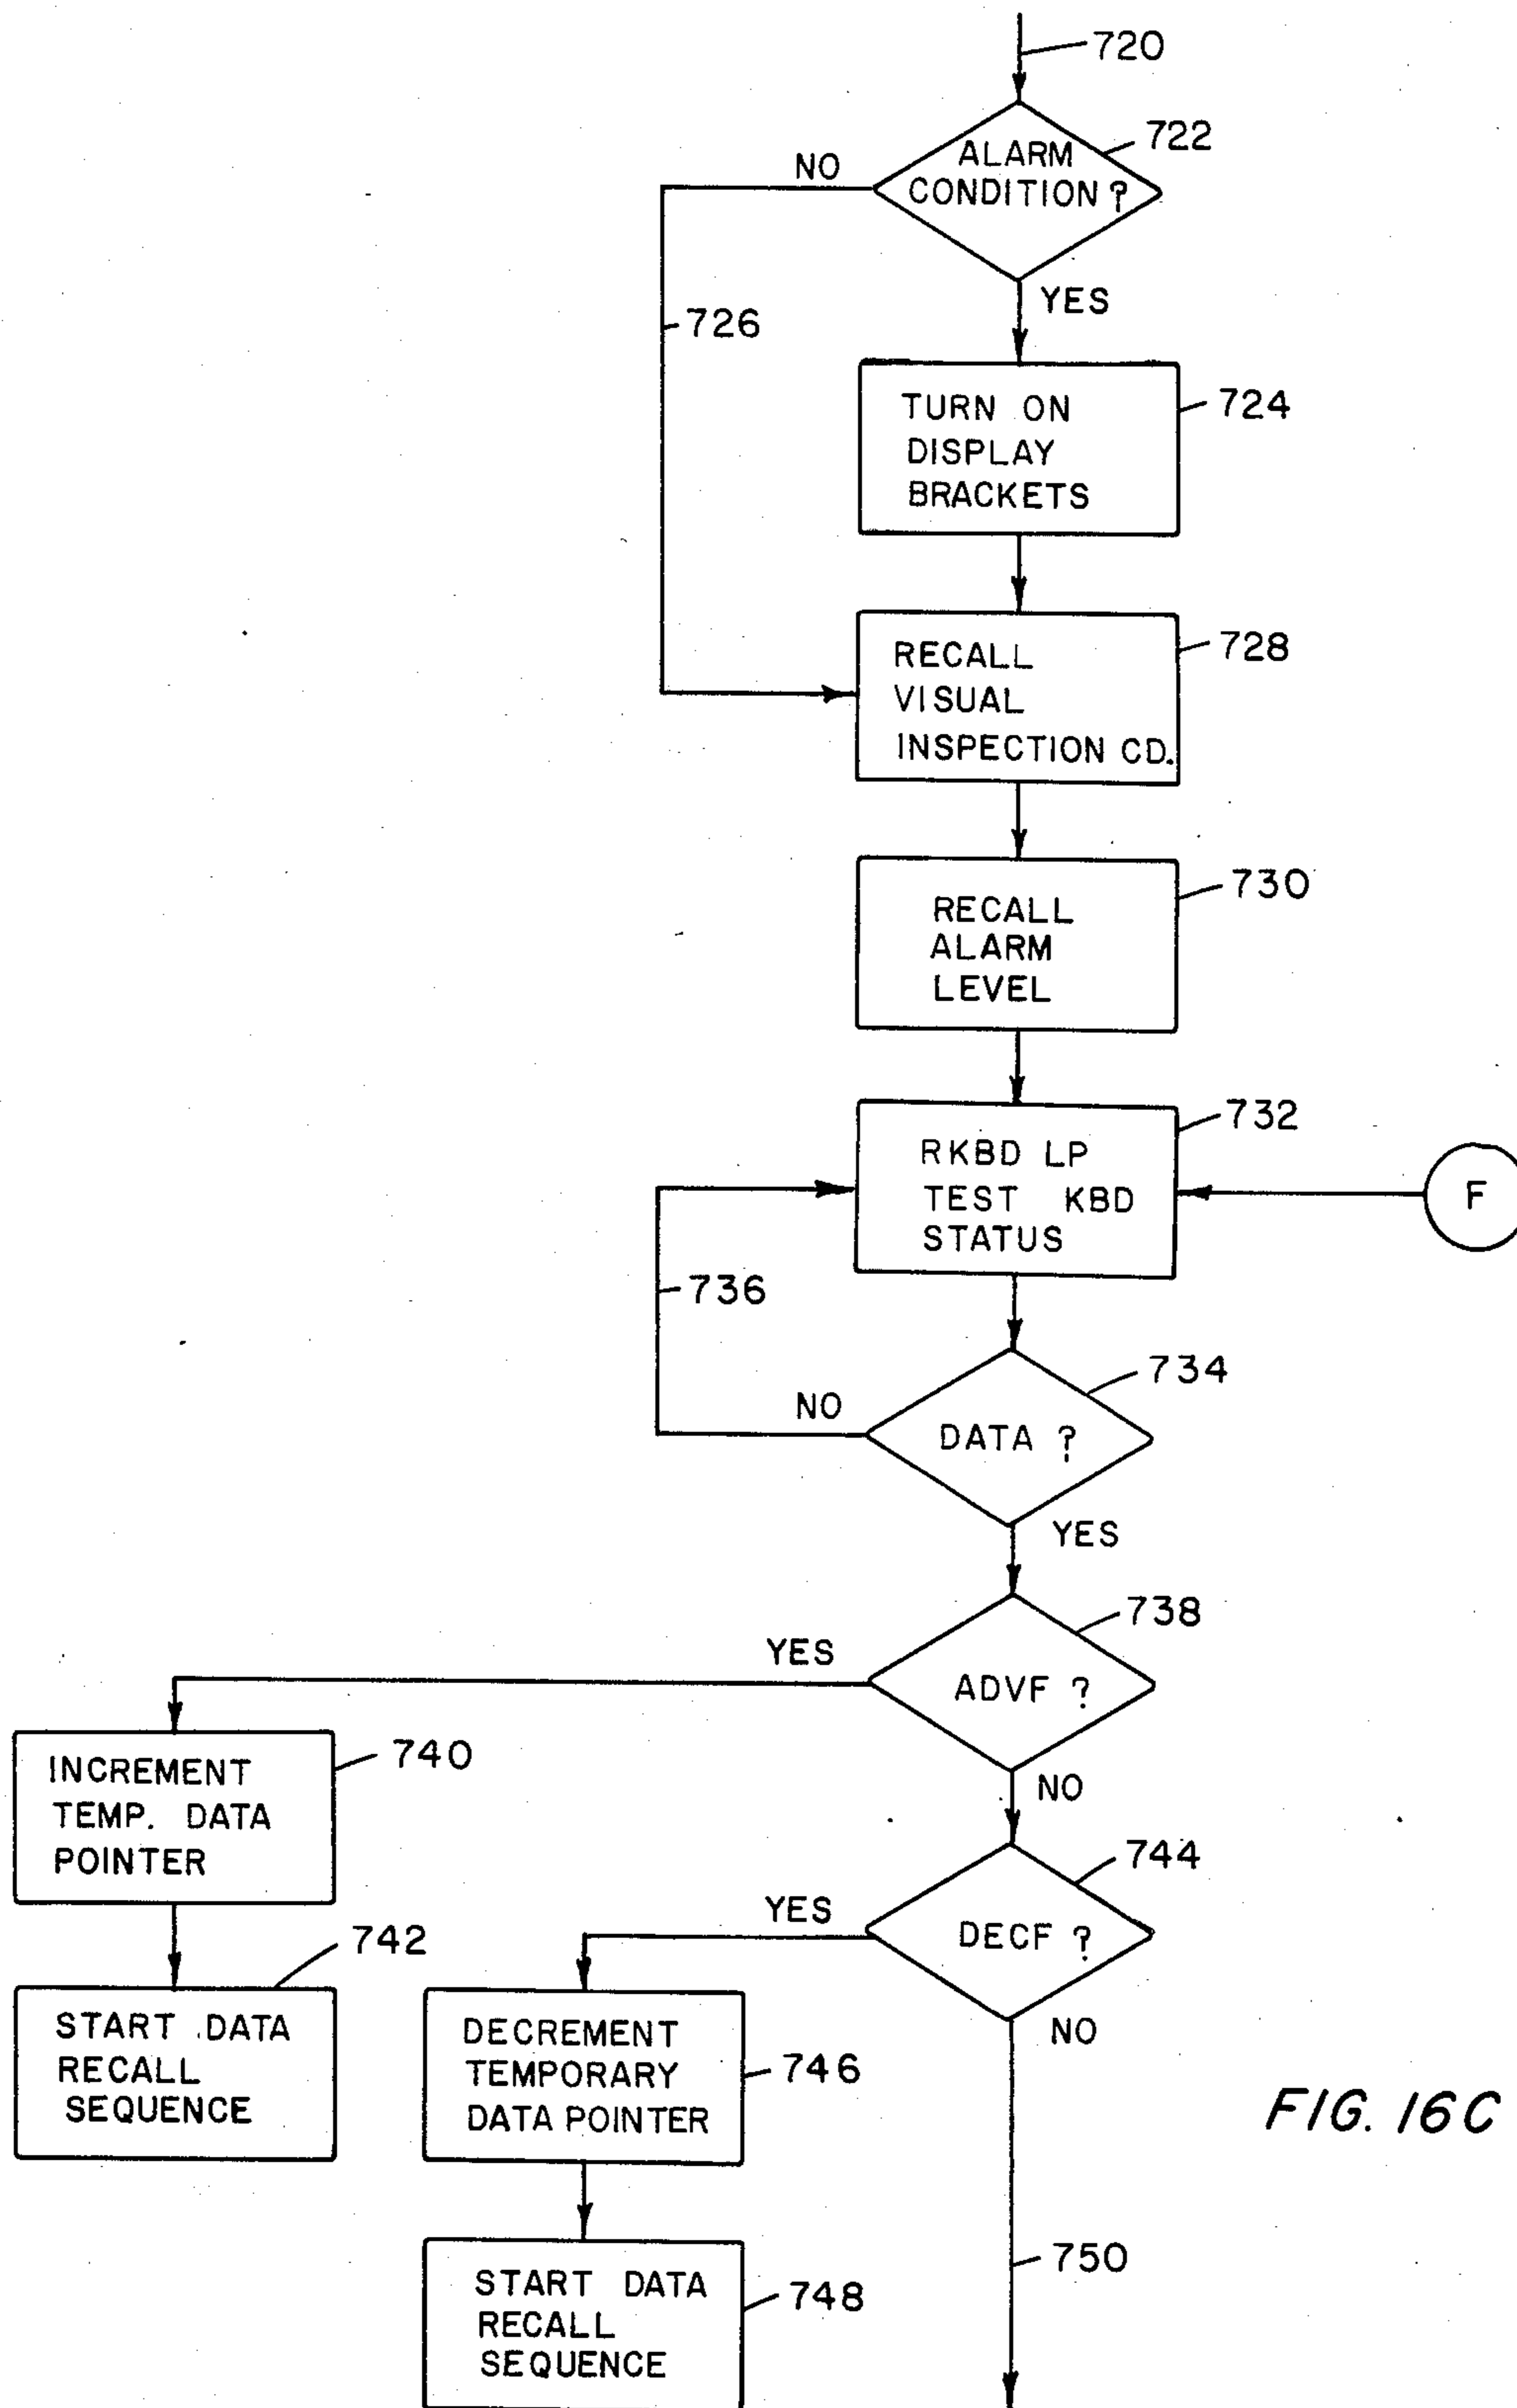 720
ALARM
CONDITION ?
722
NO
YES
726
TURN ON
DISPLAY
BRACKETS
724
RECALL
VISUAL
INSPECTION CD.
728
RECALL
ALARM
LEVEL
730
RKBD LP
TEST KBD
STATUS
732
F
736
734
NO
DATA ?
YES
738
YES
ADVF ?
NO
INCREMENT
TEMP. DATA
POINTER
740
744
YES
DECF ?
NO
742
START DATA
RECALL
SEQUENCE
DECREMENT
TEMPORARY
DATA POINTER
746
FIG. 16C
750
START DATA
RECALL
SEQUENCE
748